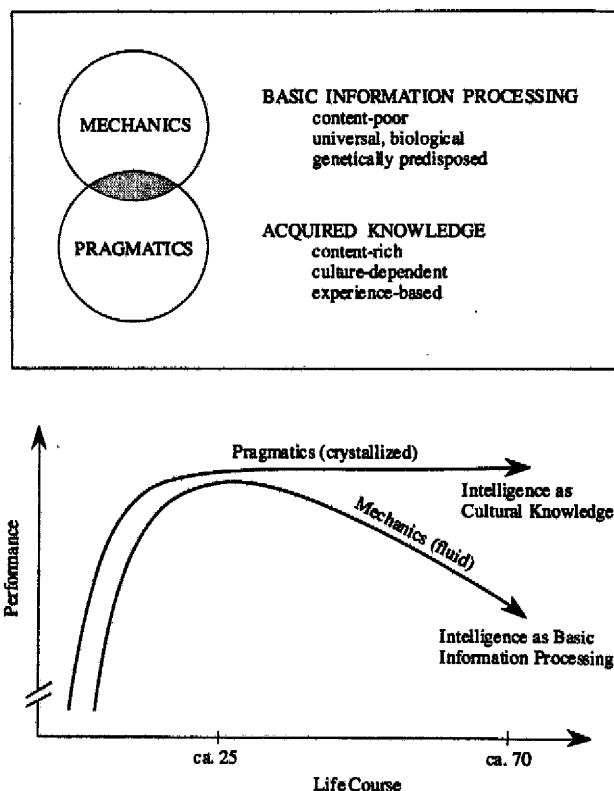 MECHANICS
BASIC INFORMATION PROCESSING
content-poor
universal, biological
genetically predisposed
PRAGMATICS
ACQUIRED KNOWLEDGE
content-rich
culture-dependent
experience-based
Pragmatics (crystallized)
Intelligence as
Cultural Knowledge
Mechanics (fluid)
Intelligence as Basic
Information Processing
Performance
ca. 25
ca. 70
Life Course